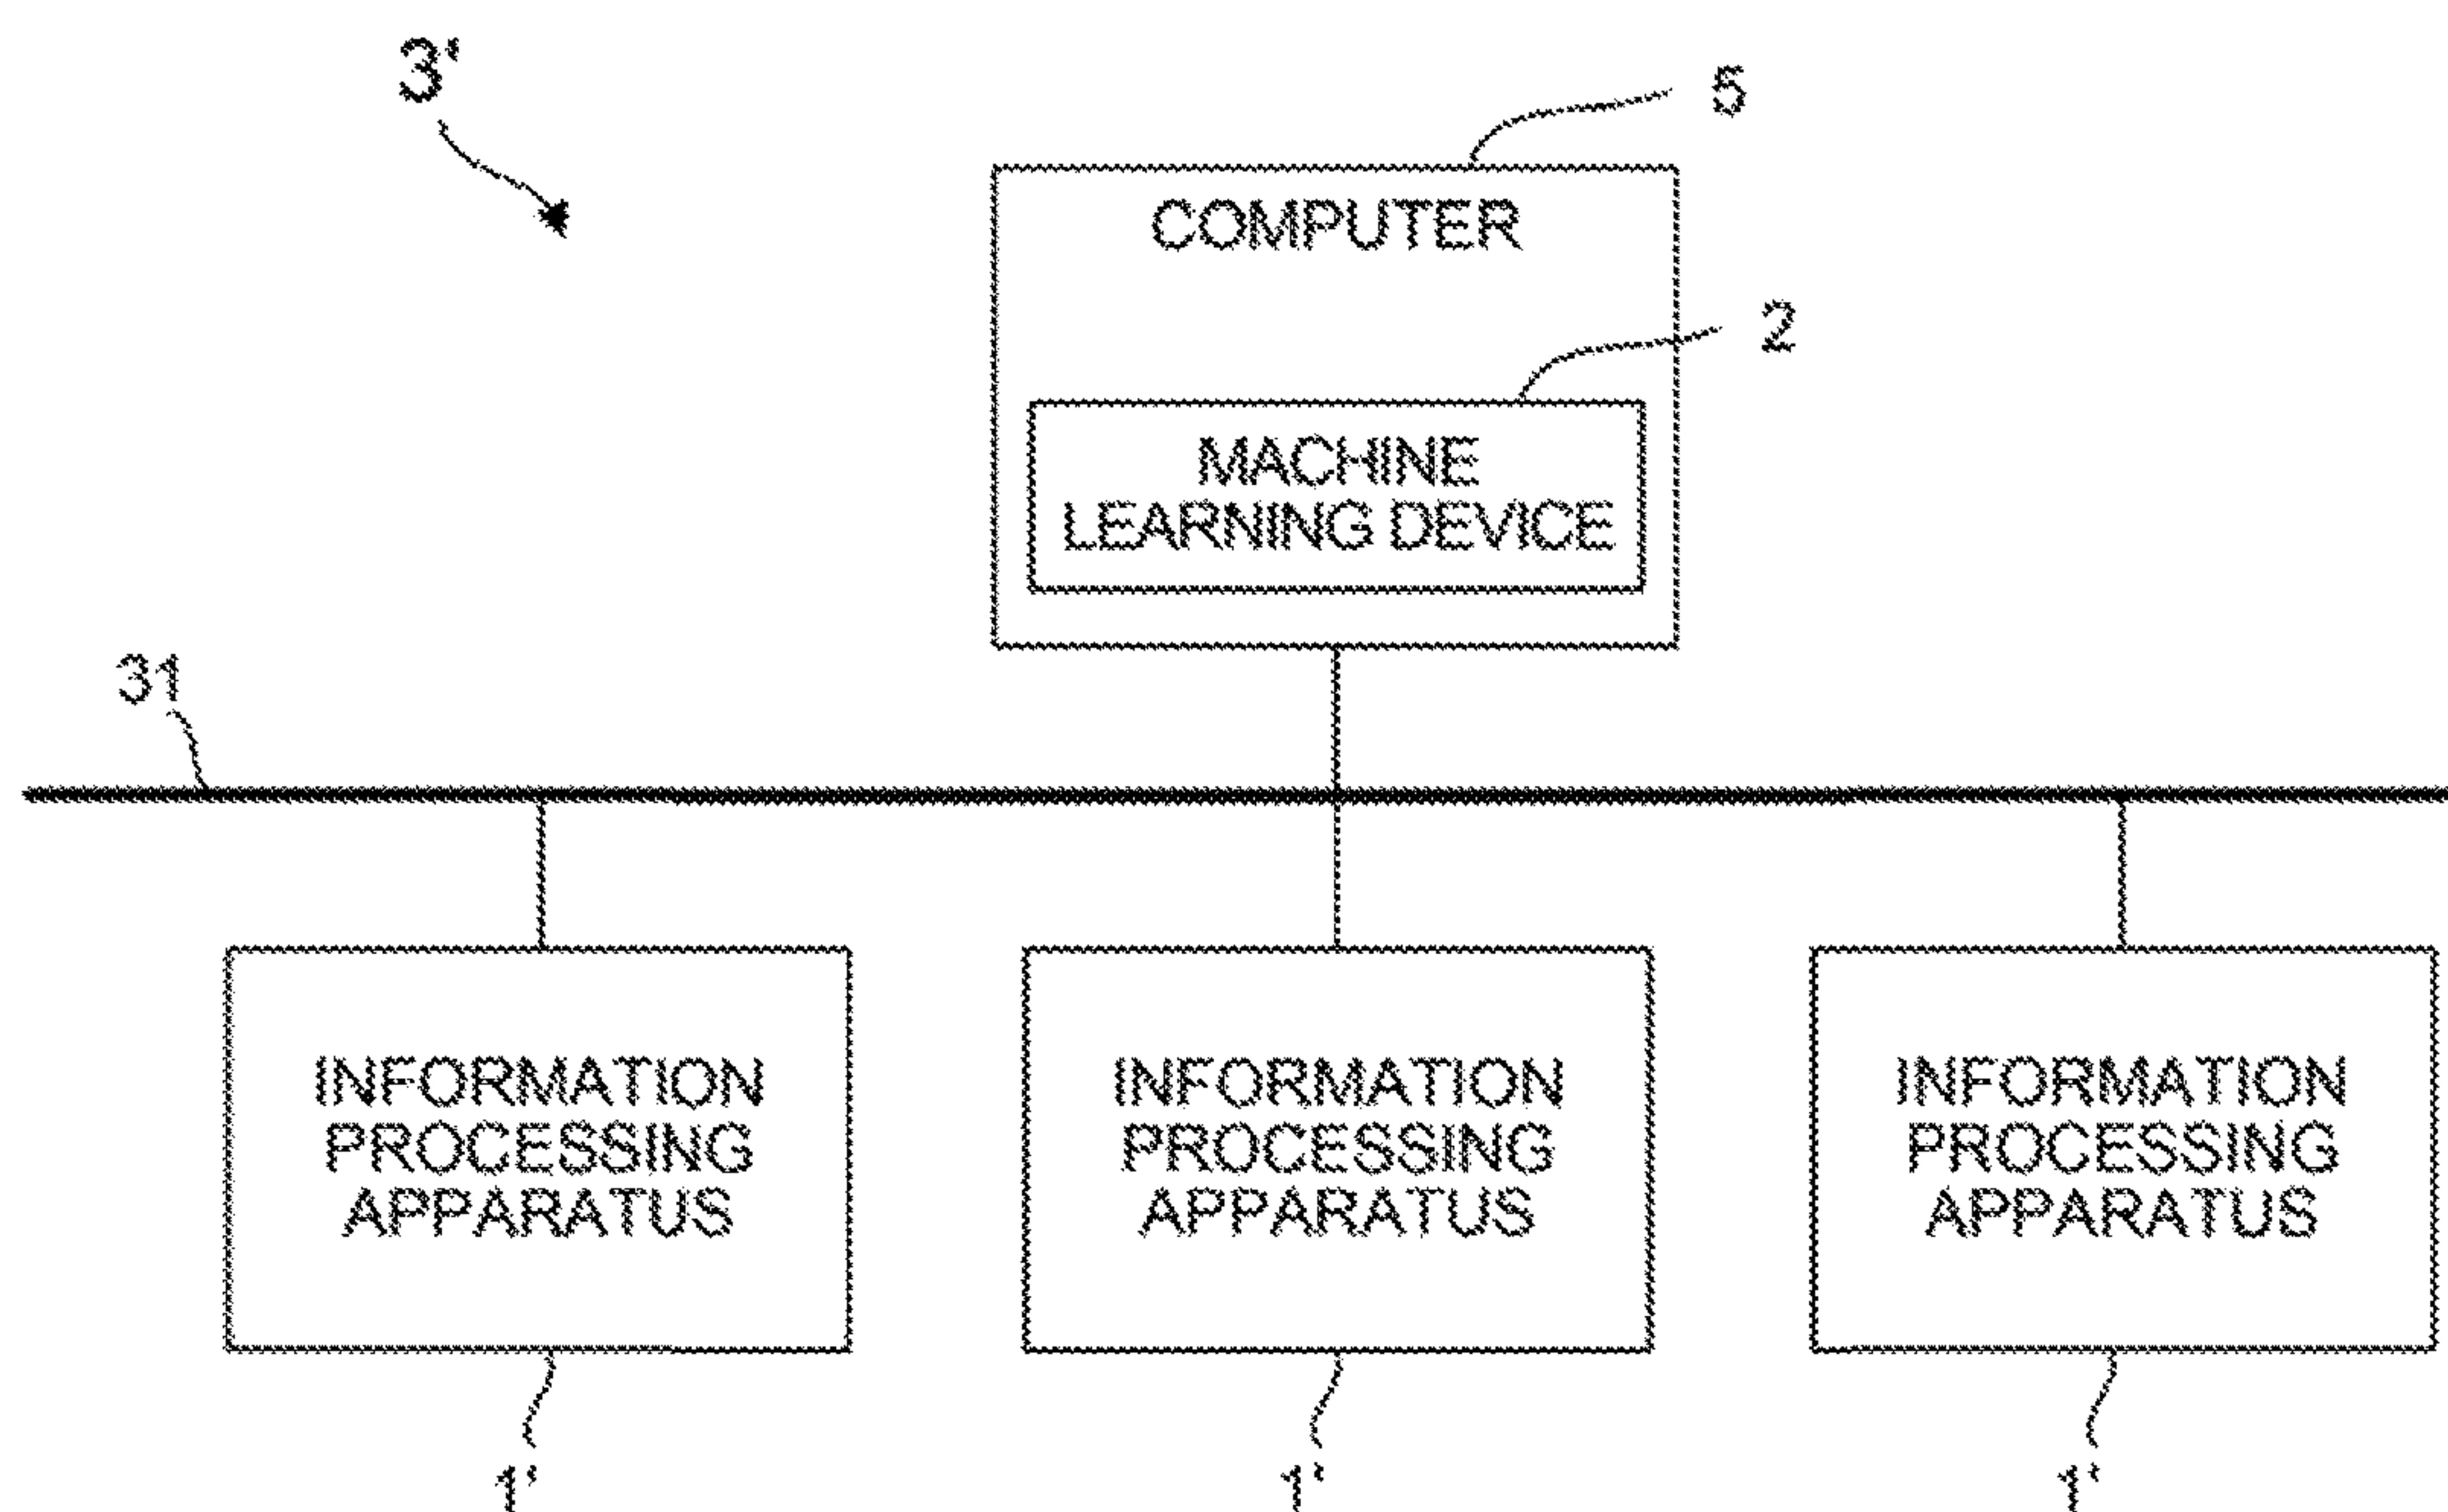 3'
5
COMPUTER
2
MACHINE
LEARNING DEVICE
31
INFORMATION
PROCESSING
APPARATUS
INFORMATION
PROCESSING
APPARATUS
INFORMATION
PROCESSING
APPARATUS
1'
1'
1'